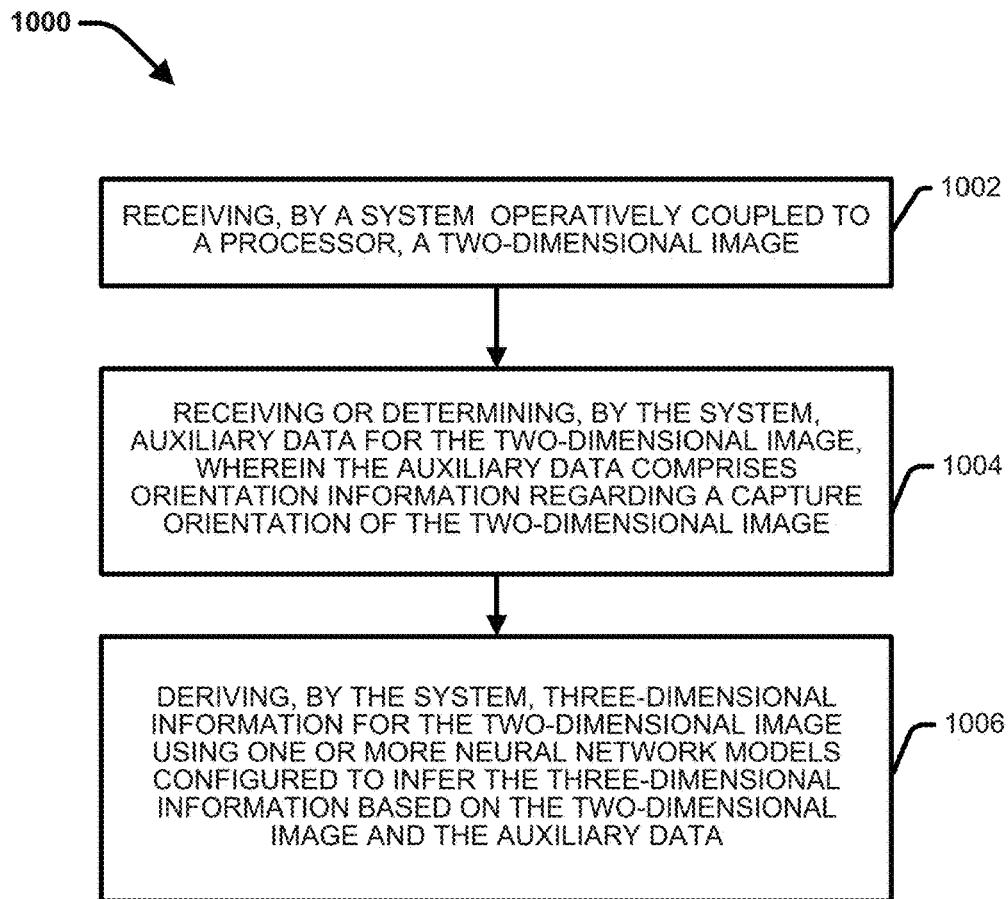 1000
RECEIVING, BY A SYSTEM OPERATIVELY COUPLED TO
A PROCESSOR, A TWO-DIMENSIONAL IMAGE
1002
RECEIVING OR DETERMINING, BY THE SYSTEM,
AUXILIARY DATA FOR THE TWO-DIMENSIONAL IMAGE,
WHEREIN THE AUXILIARY DATA COMPRISES
ORIENTATION INFORMATION REGARDING A CAPTURE
ORIENTATION OF THE TWO-DIMENSIONAL IMAGE
1004
DERIVING, BY THE SYSTEM, THREE-DIMENSIONAL
INFORMATION FOR THE TWO-DIMENSIONAL IMAGE
USING ONE OR MORE NEURAL NETWORK MODELS
CONFIGURED TO INFER THE THREE-DIMENSIONAL
INFORMATION BASED ON THE TWO-DIMENSIONAL
IMAGE AND THE AUXILIARY DATA
1006